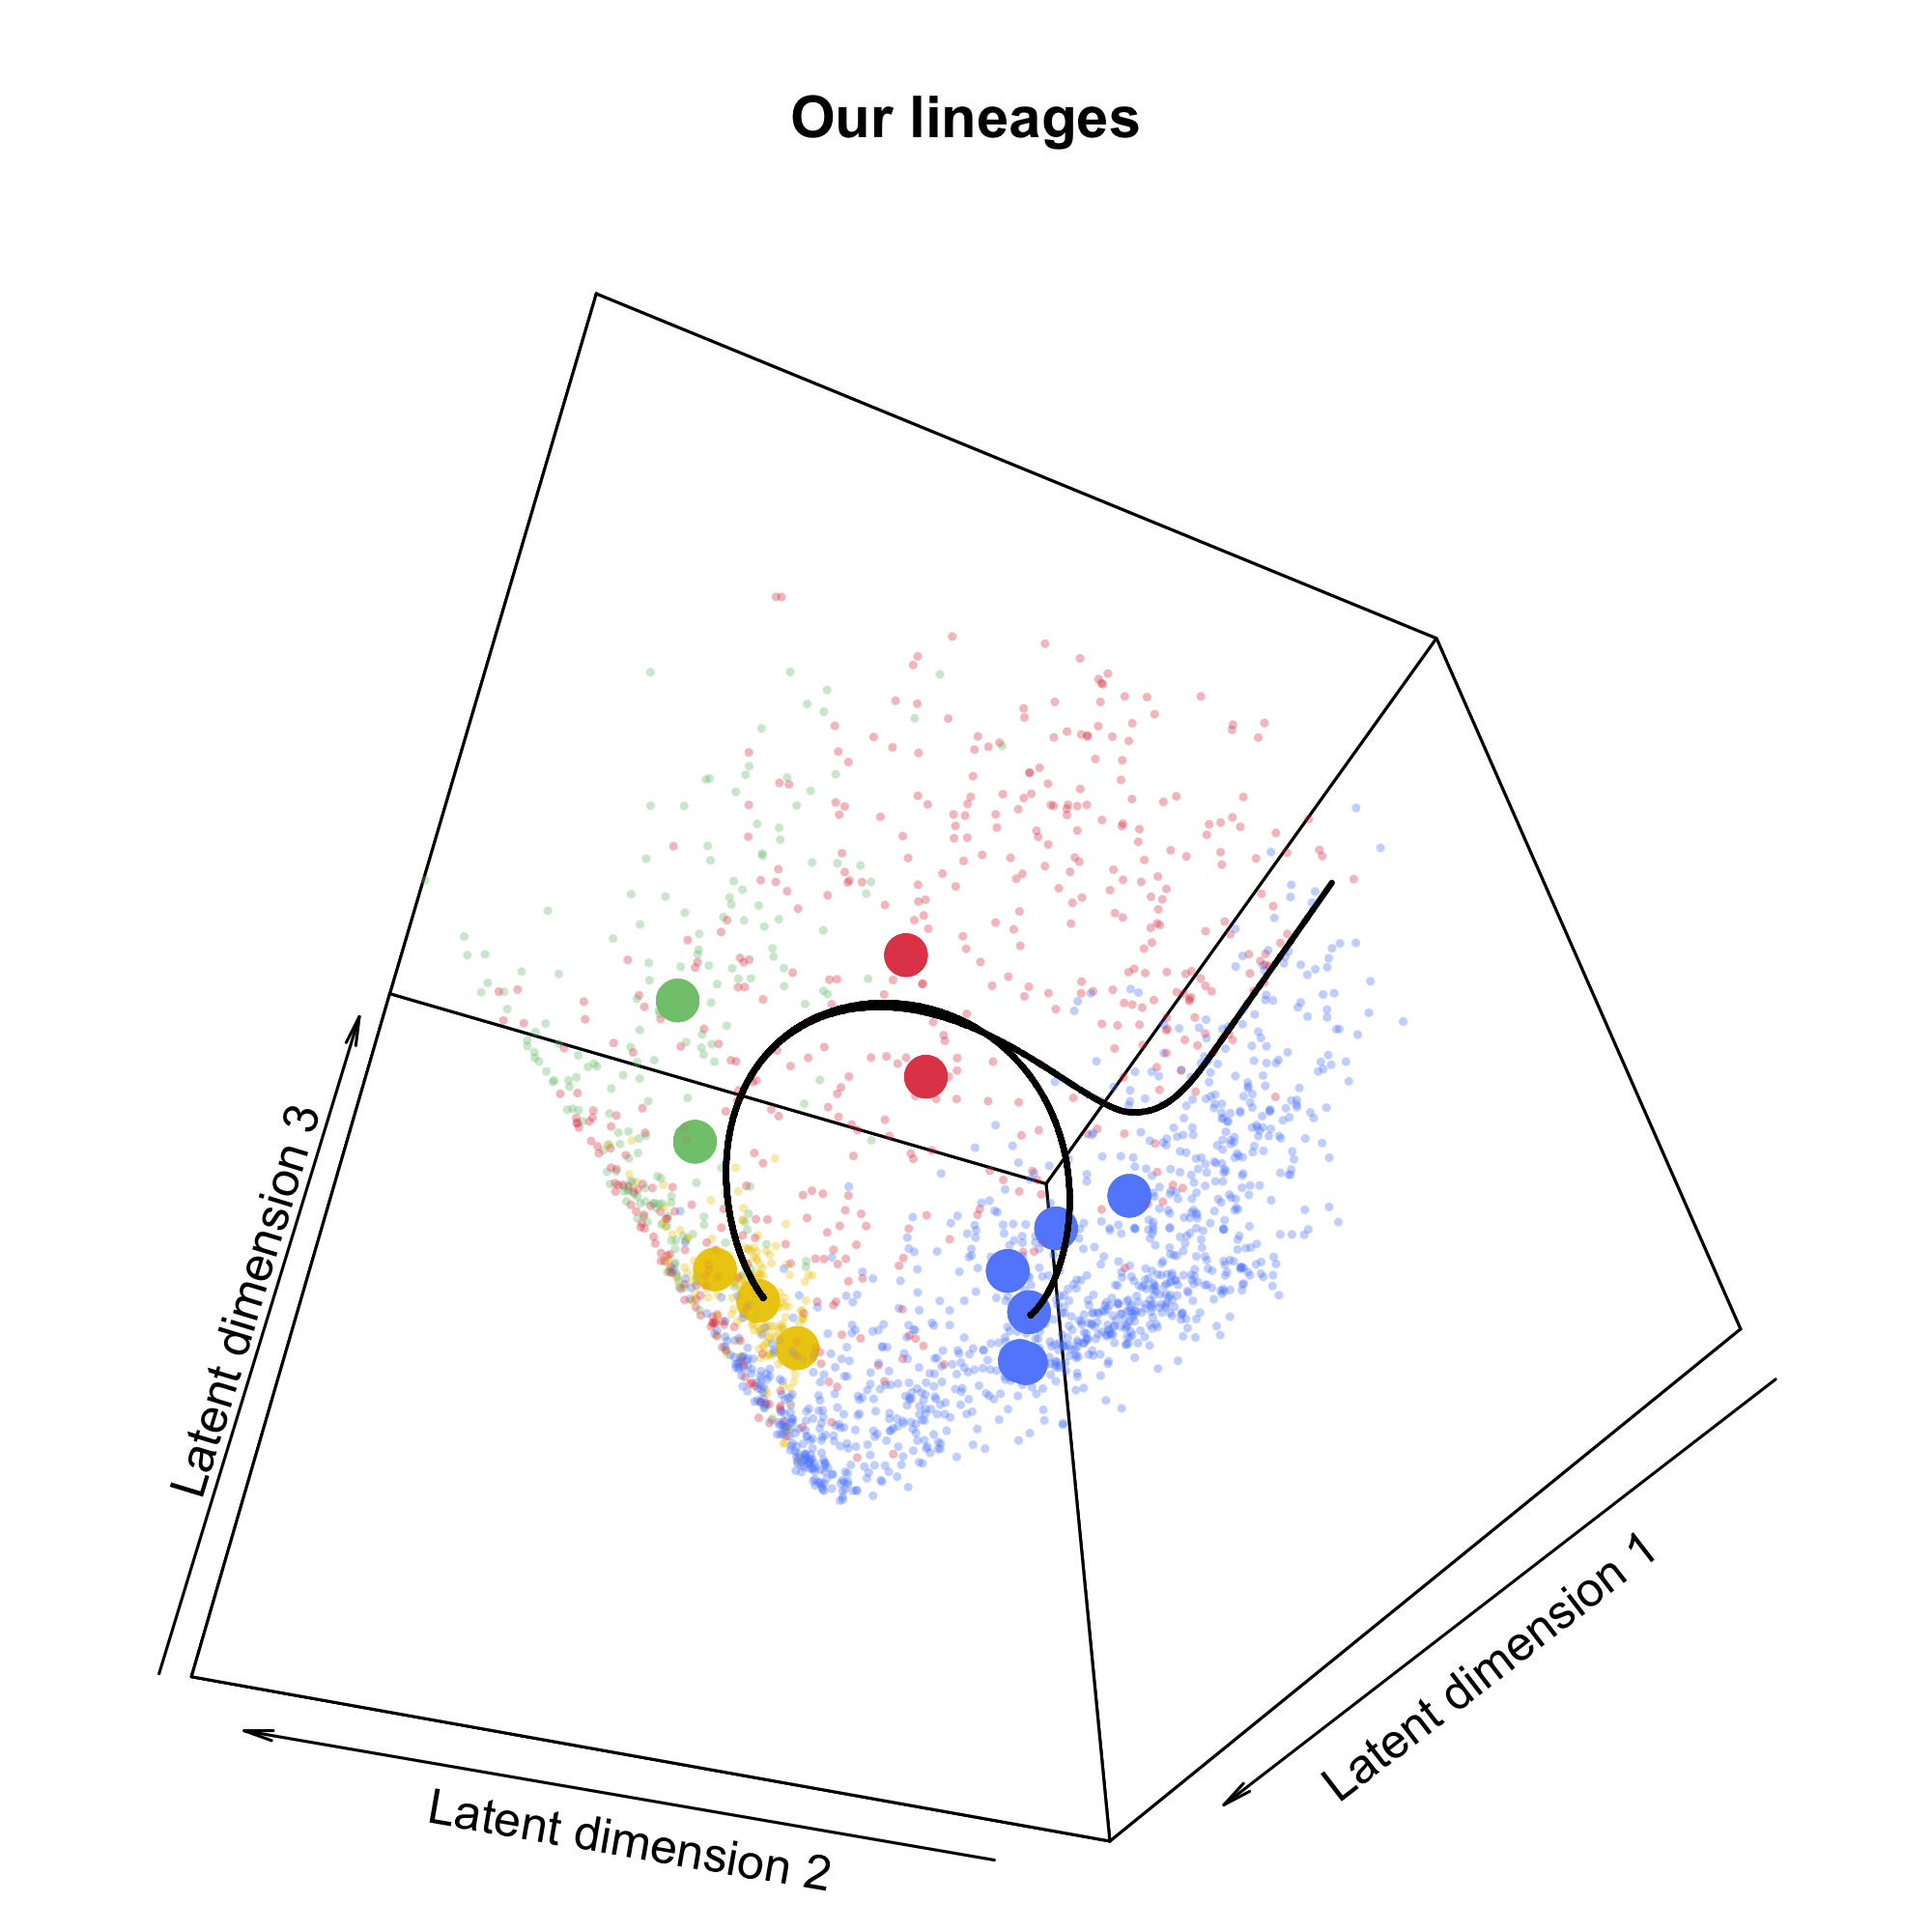 Our lineages
Latent dimension 3
Latent dimension 1
Latent dimension 2